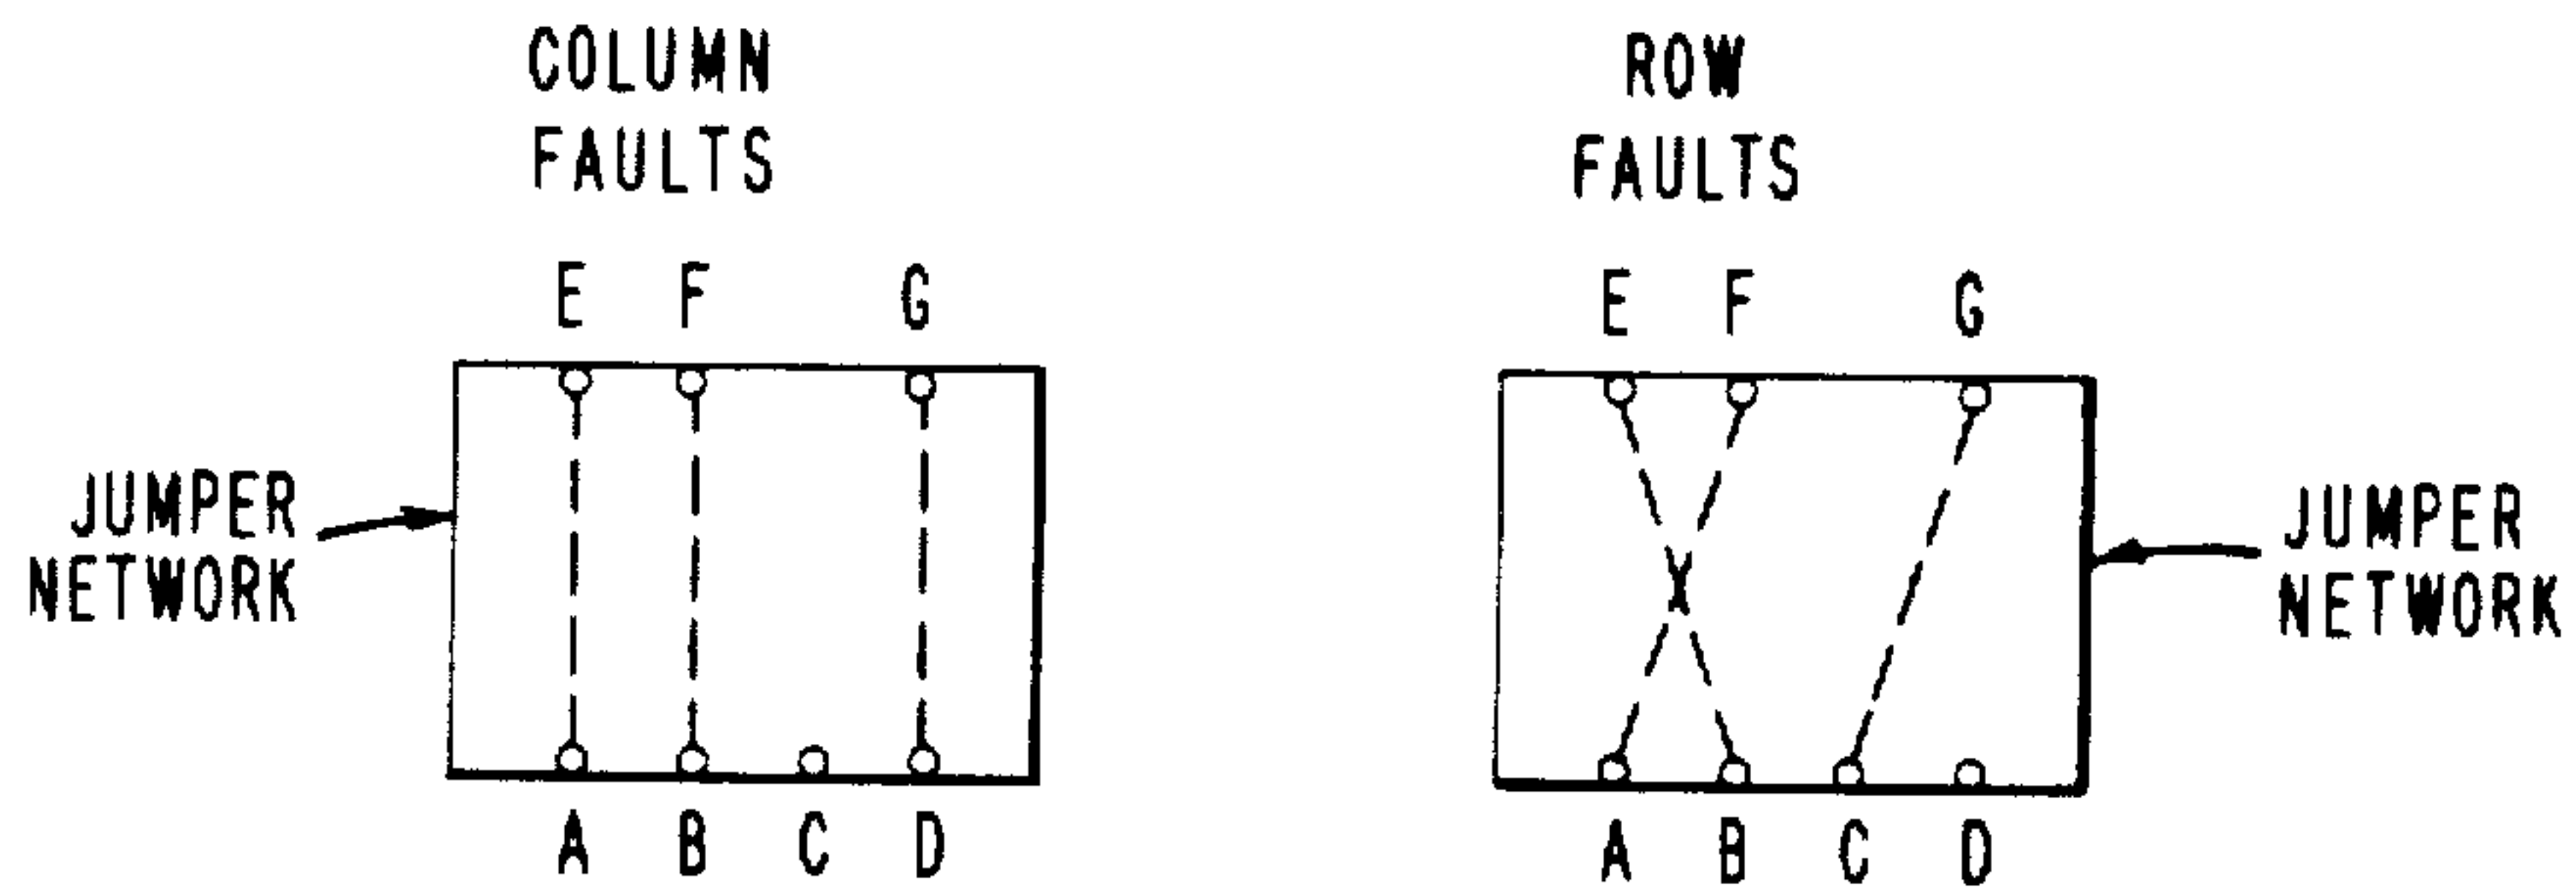 COLUMN
FAULTS
E F G
JUMPER
NETWORK
A B C D
ROW
FAULTS
E F G
JUMPER
NETWORK
A B C D